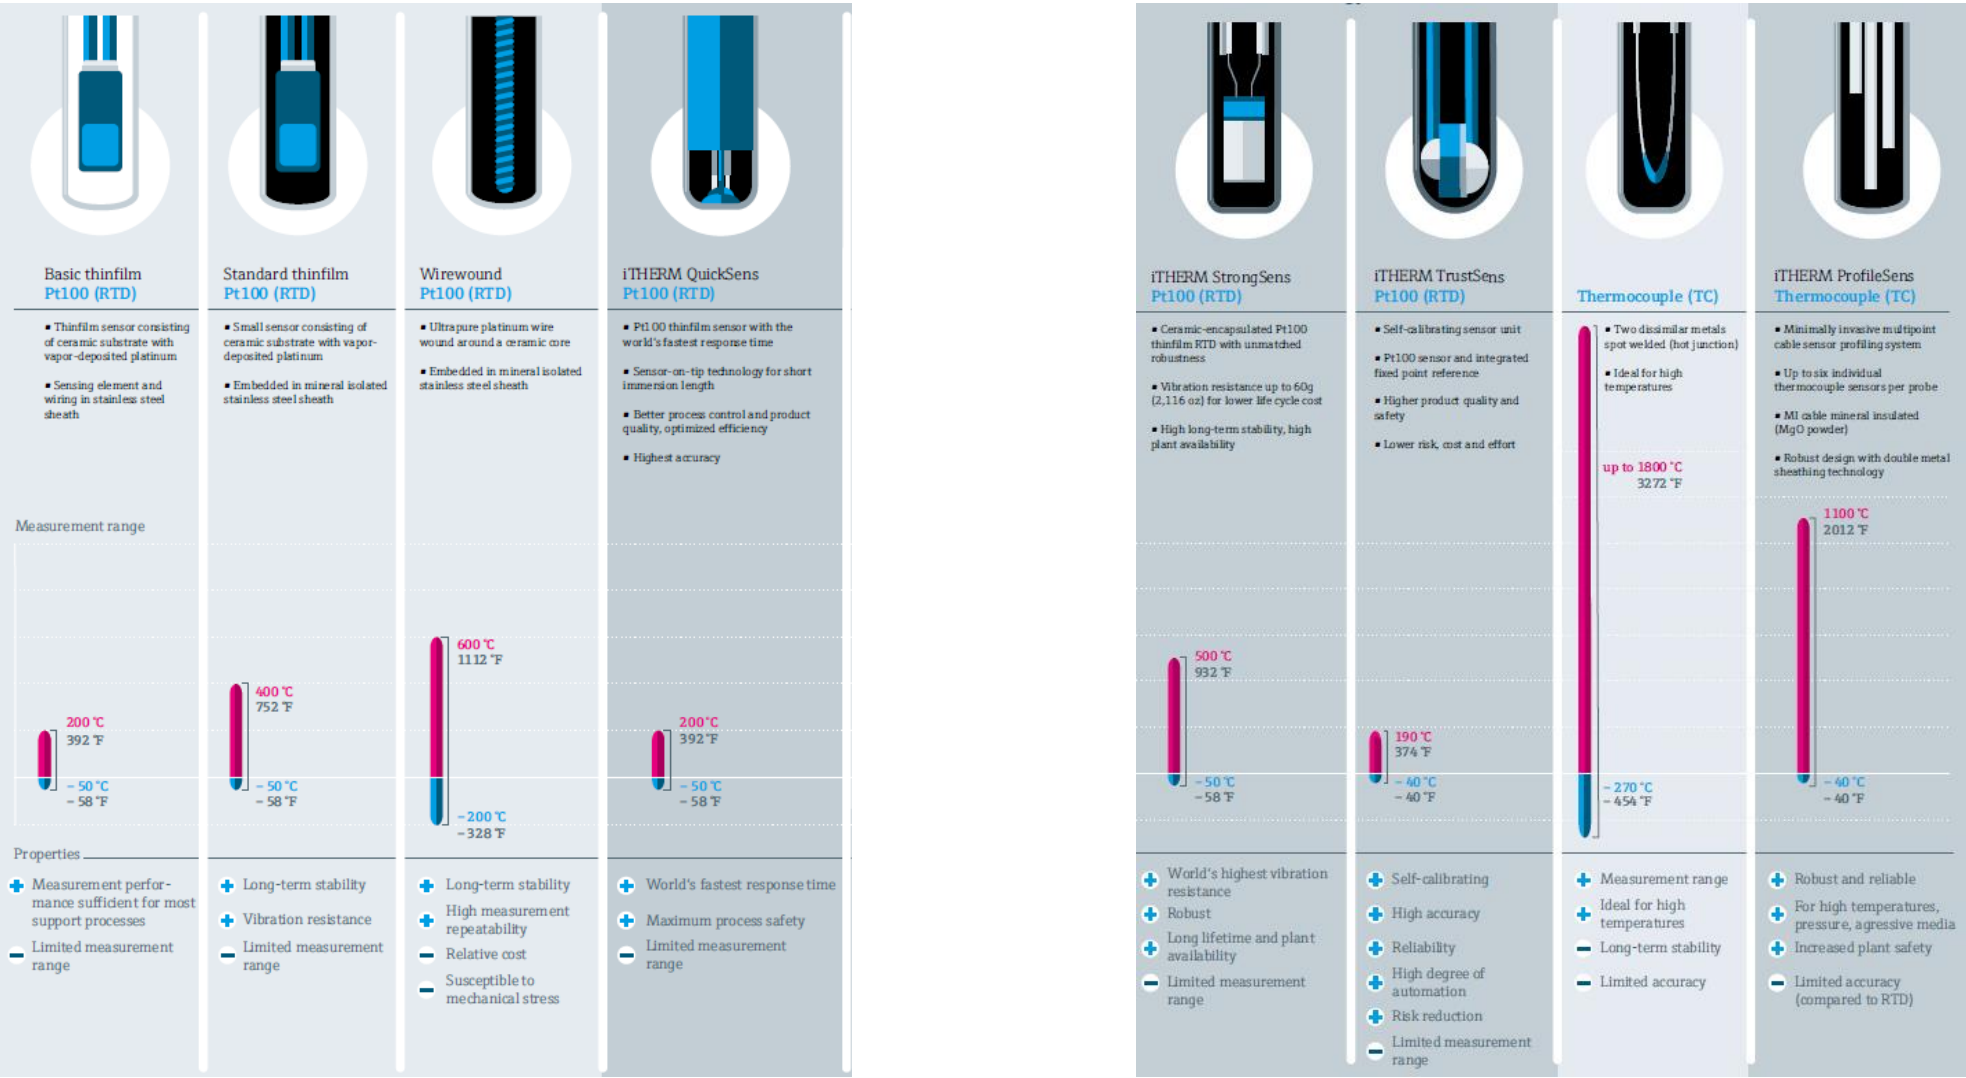 Basic thinfilm
Pt100 (RTD)
▪ Thinfilm sensor consisting
of ceramic substrate with
vapor-deposited platinum
▪ Sensing element and
wiring in stainless steel
sheath
Measurement range
200 °C
392 °F
– 50 °C
– 58 °F
Properties
+ Measurement perfor-
mance sufficient for most
support processes
– Limited measurement
range
Standard thinfilm
Pt100 (RTD)
▪ Small sensor consisting of
ceramic substrate with vapor-
deposited platinum
▪ Embedded in mineral isolated
stainless steel sheath
400 °C
752 °F
– 50 °C
– 58 °F
+ Long-term stability
+ Vibration resistance
– Limited measurement
range
Wirewound
Pt100 (RTD)
▪ Ultrapure platinum wire
wound around a ceramic core
▪ Embedded in mineral isolated
stainless steel sheath
600 °C
1112 °F
–200 °C
–328 °F
+ Long-term stability
+ High measurement
repeatability
– Relative cost
– Susceptible to
mechanical stress
iTHERM QuickSens
Pt100 (RTD)
▪ Pt100 thinfilm sensor with the
world's fastest response time
▪ Sensor-on-tip technology for short
immersion length
▪ Better process control and product
quality, optimized efficiency
▪ Highest accuracy
200°C
392°F
– 50 °C
– 58 °F
+ World's fastest response time
+ Maximum process safety
– Limited measurement
range
iTHERM StrongSens
Pt100 (RTD)
▪ Ceramic-encapsulated Pt100
thinfilm RTD with unmatched
robustness
▪ Vibration resistance up to 60g
(2,116 oz) for lower life cycle cost
▪ High long-term stability, high
plant availability
500 °C
932 °F
– 50 °C
– 58 °F
+ World's highest vibration
resistance
+ Robust
+ Long lifetime and plant
availability
– Limited measurement
range
iTHERM TrustSens
Pt100 (RTD)
▪ Self-calibrating sensor unit
▪ Pt100 sensor and integrated
fixed point reference
▪ Higher product quality and
safety
▪ Lower risk, cost and effort
190 °C
374 °F
– 40 °C
– 40 °F
+ Self-calibrating
+ High accuracy
+ Reliability
+ High degree of
automation
+ Risk reduction
– Limited measurement
range
Thermocouple (TC)
▪ Two dissimilar metals
spot welded (hot junction)
▪ Ideal for high
temperatures
up to 1800 °C
3272 °F
– 270 °C
– 454 °F
+ Measurement range
+ Ideal for high
temperatures
– Long-term stability
– Limited accuracy
iTHERM ProfileSens
Thermocouple (TC)
▪ Minimally invasive multipoint
cable sensor profiling system
▪ Up to six individual
thermocouple sensors per probe
▪ MI cable mineral insulated
(MgO powder)
▪ Robust design with double metal
sheathing technology
1100 °C
2012 °F
– 40 °C
– 40 °F
+ Robust and reliable
+ For high temperatures,
pressure, agressive media
+ Increased plant safety
– Limited accuracy
(compared to RTD)